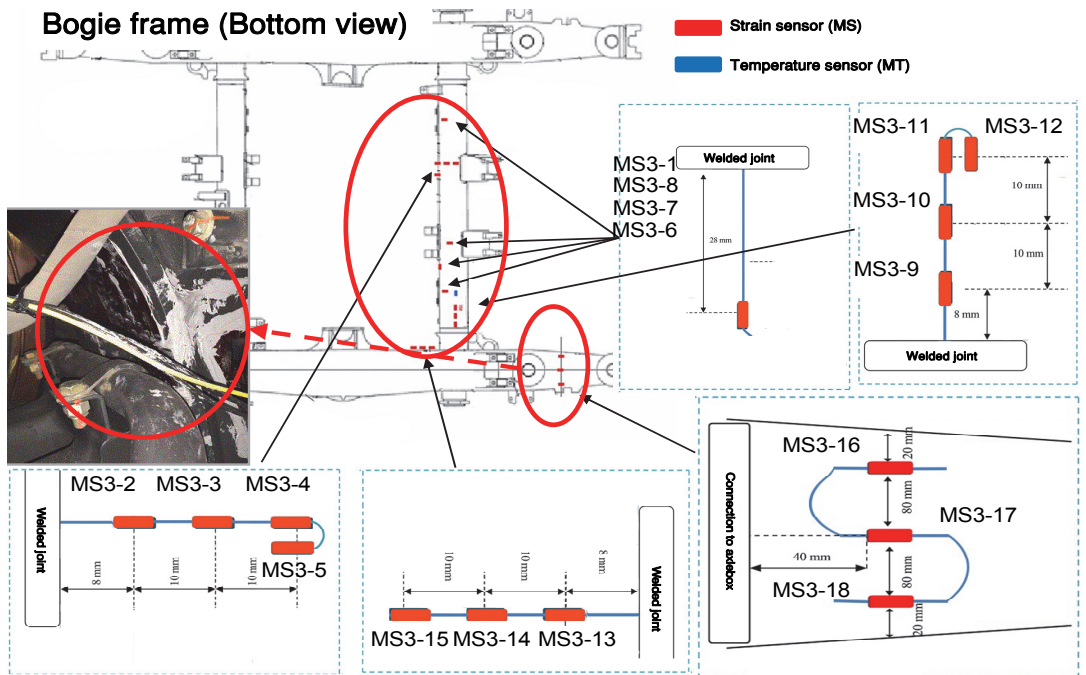 Bogie frame (Bottom view)
Strain sensor (MS)
Temperature sensor (MT)
MS3-1
MS3-8
MS3-7
MS3-6
Welded joint
28 mm
MS3-11
MS3-12
MS3-10
MS3-9
10 mm
10 mm
8 mm
Welded joint
MS3-2
MS3-3
MS3-4
MS3-5
Welded joint
8 mm
10 mm
10 mm
10 mm
10 mm
8 mm
MS3-15
MS3-14
MS3-13
Welded joint
MS3-16
MS3-17
MS3-18
Connection to axlebox
40 mm
20 mm
80 mm
80 mm
20 mm